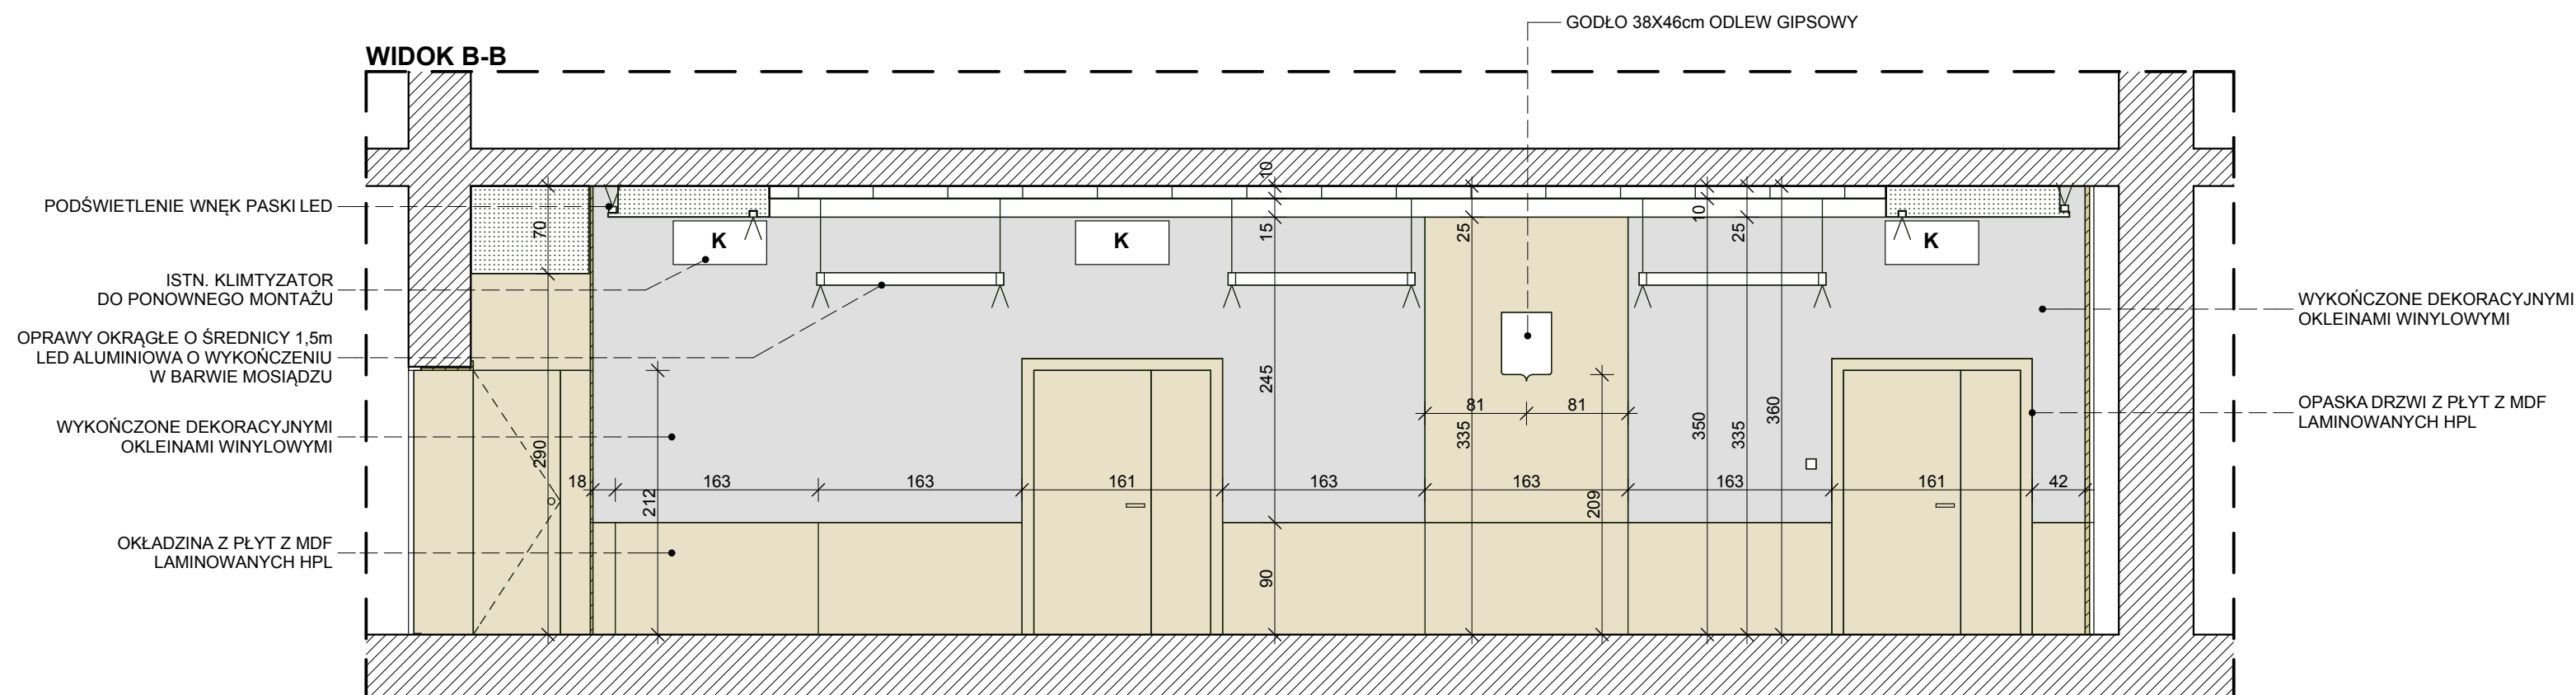 GODŁO 38X46cm ODLEW GIPSOWY
WIDOK B-B
PODŚWIETLENIE WNĘK PASKI LED
ISTN. KLIMTYZATOR
DO PONOWNEGO MONTAŻU
OPRAWY OKRĄGŁE O ŚREDNICY 1,5m
LED ALUMINIOWA O WYKOŃCZENIU
W BARWIE MOSIĄDZU
WYKOŃCZONE DEKORACYJNYMI
OKLEINAMI WINYLOWYMI
OKŁADZINA Z PŁYT Z MDF
LAMINOWANYCH HPL
10
70
15
25
10
25
K
K
K
290
212
245
90
81
81
335
209
350
335
360
18
163
163
161
163
163
163
161
42
WYKOŃCZONE DEKORACYJNYMI
OKLEINAMI WINYLOWYMI
OPASKA DRZWI Z PŁYT Z MDF
LAMINOWANYCH HPL